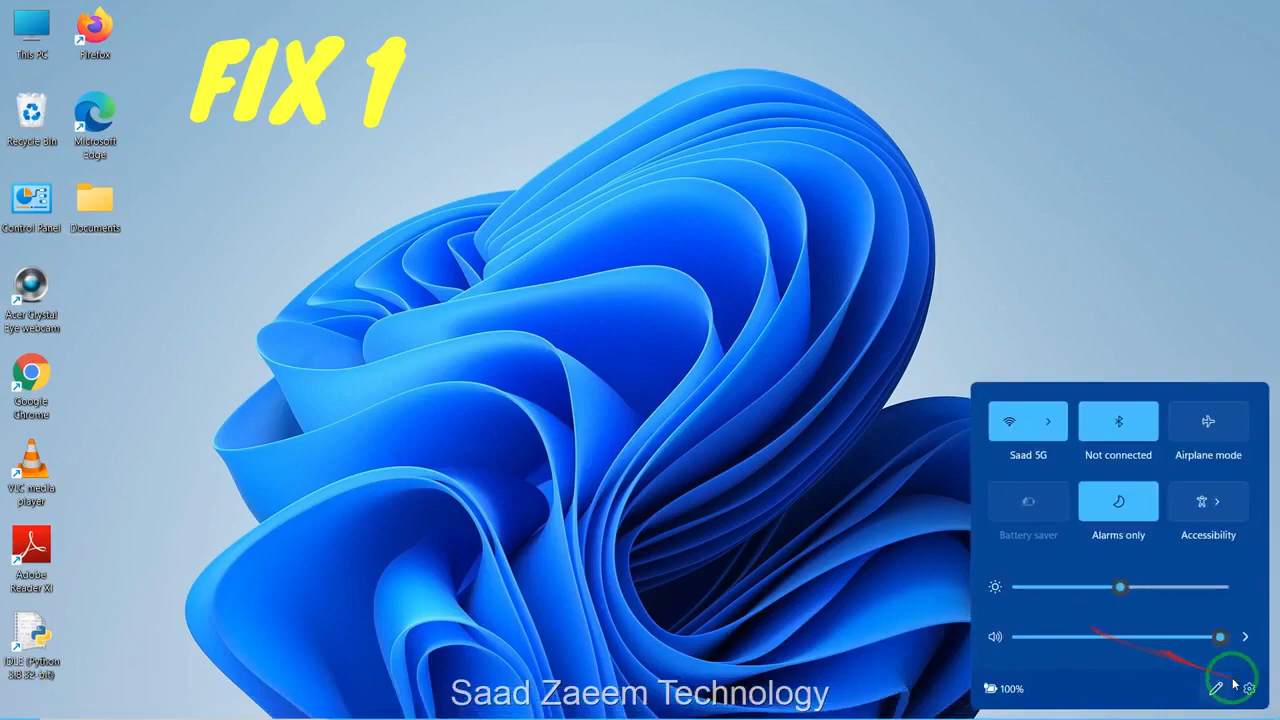 FIX 1
This PC
Firefox
Recycle Bin
Microsoft
Edge
Control Panel
Documents
Acer Crystal
Eye webcam
Google
Chrome
VLC media
player
Adobe
Reader XI
IDLE (Python
3.8 32-bit)
Saad 5G
Not connected
Airplane mode
Battery saver
Alarms only
Accessibility
100%
Saad Zaeem Technology